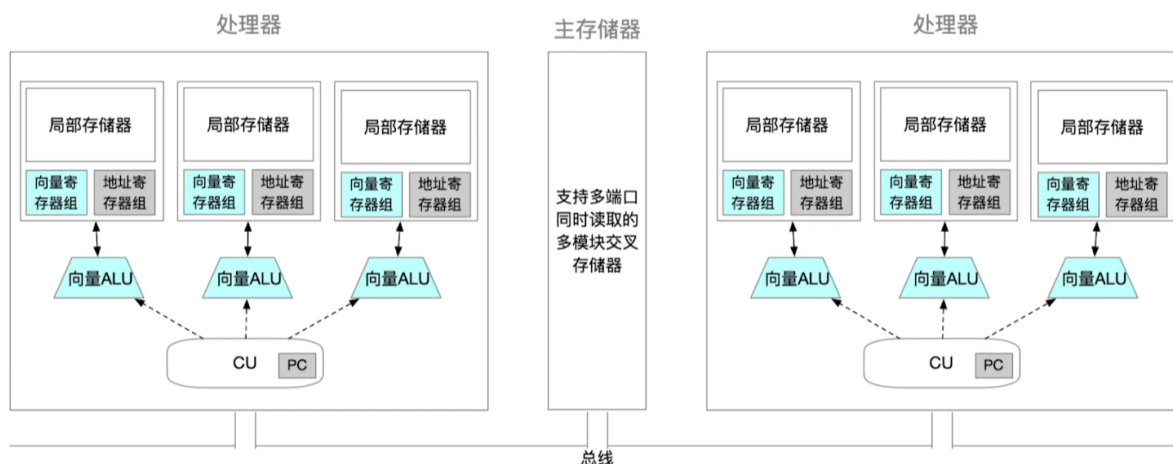 处理器
主存储器
处理器
局部存储器
局部存储器
局部存储器
向量寄
存器组
地址寄
存器组
向量寄
存器组
地址寄
存器组
向量寄
存器组
地址寄
存器组
向量ALU
向量ALU
向量ALU
CU
PC
支持多端口
同时读取的
多模块交叉
存储器
局部存储器
局部存储器
局部存储器
向量寄
存器组
地址寄
存器组
向量寄
存器组
地址寄
存器组
向量寄
存器组
地址寄
存器组
向量ALU
向量ALU
向量ALU
CU
PC
总线